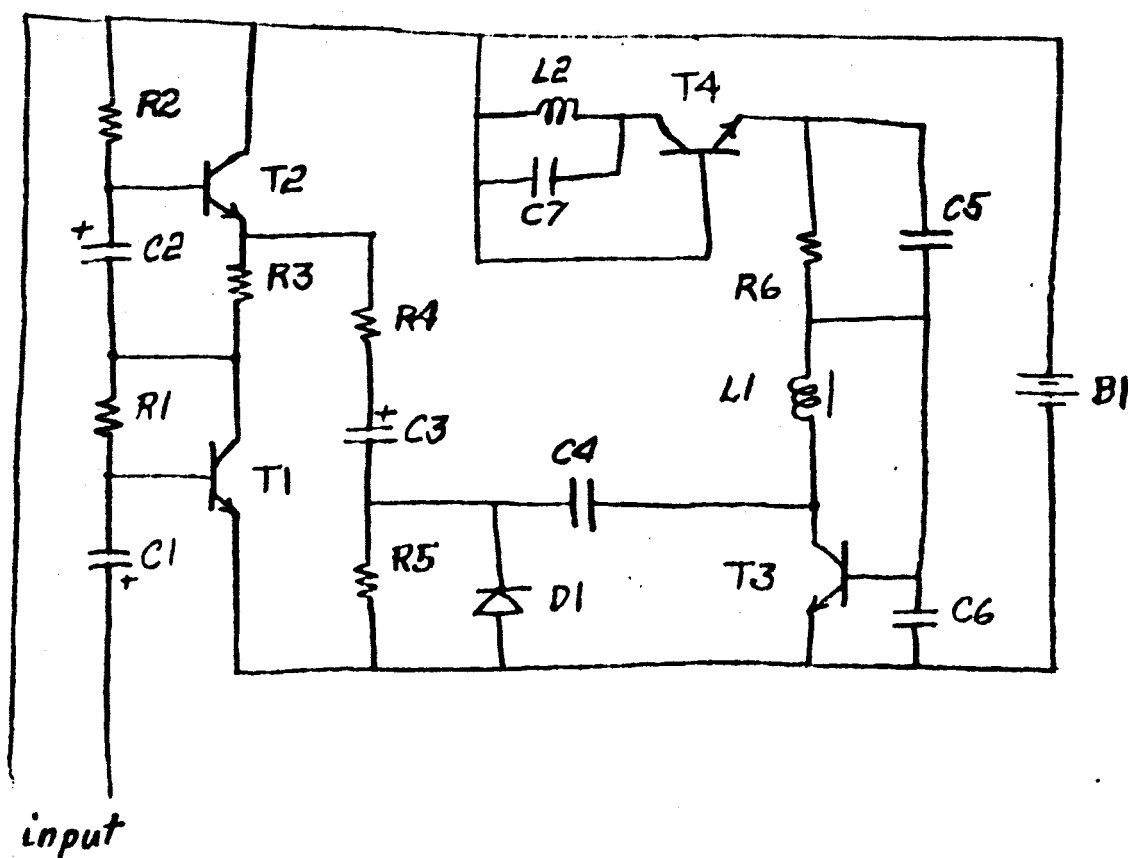 L2
T4
R2
T2
C7
C5
+
C2
R3
R6
R4
L1
B1
R1
+
C3
C4
T1
C1
R5
T3
+
D1
C6
input